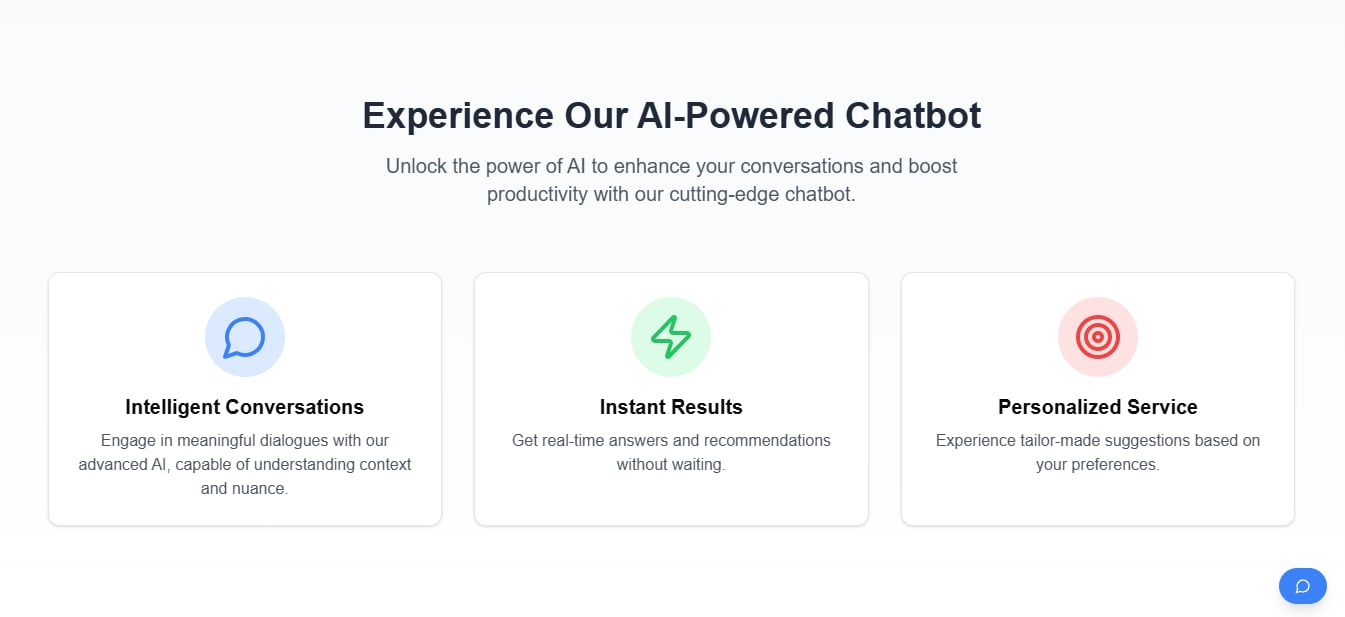 Experience Our AI-Powered Chatbot
Unlock the power of AI to enhance your conversations and boost
productivity with our cutting-edge chatbot.
Intelligent Conversations
Engage in meaningful dialogues with our
advanced AI, capable of understanding context
and nuance.
Instant Results
Get real-time answers and recommendations
without waiting.
Personalized Service
Experience tailor-made suggestions based on
your preferences.